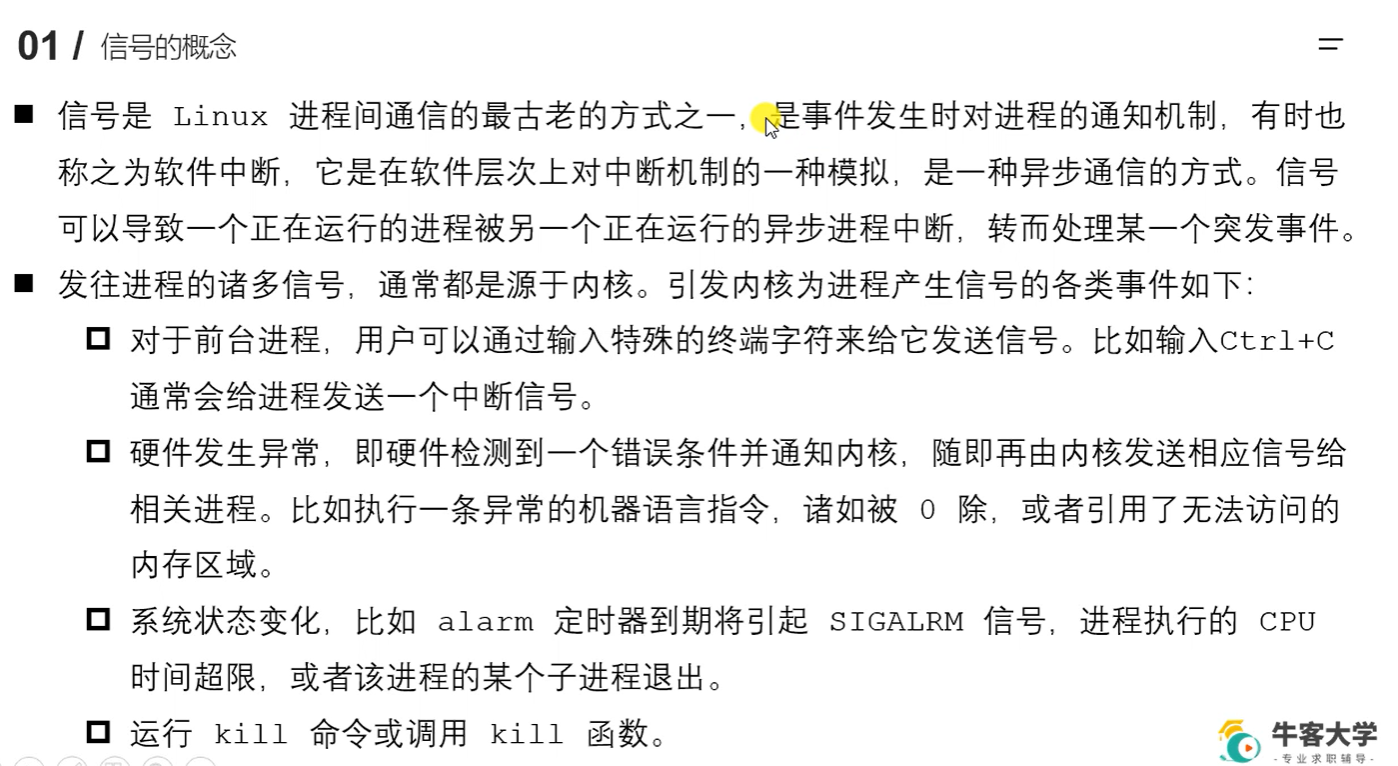 01 / 信号的概念
■ 信号是 Linux 进程间通信的最古老的方式之一，是事件发生时对进程的通知机制，有时也
称之为软件中断，它是在软件层次上对中断机制的一种模拟，是一种异步通信的方式。信号
可以导致一个正在运行的进程被另一个正在运行的异步进程中断，转而处理某一个突发事件。
■ 发往进程的诸多信号，通常都是源于内核。引发内核为进程产生信号的各类事件如下：
对于前台进程，用户可以通过输入特殊的终端字符来给它发送信号。比如输入Ctrl+C
通常会给进程发送一个中断信号。
硬件发生异常，即硬件检测到一个错误条件并通知内核，随即再由内核发送相应信号给
相关进程。比如执行一条异常的机器语言指令，诸如被 0 除，或者引用了无法访问的
内存区域。
系统状态变化，比如 alarm 定时器到期将引起 SIGALRM 信号，进程执行的 CPU
时间超限，或者该进程的某个子进程退出。
运行 kill 命令或调用 kill 函数。
牛客大学
-专业求职辅导-